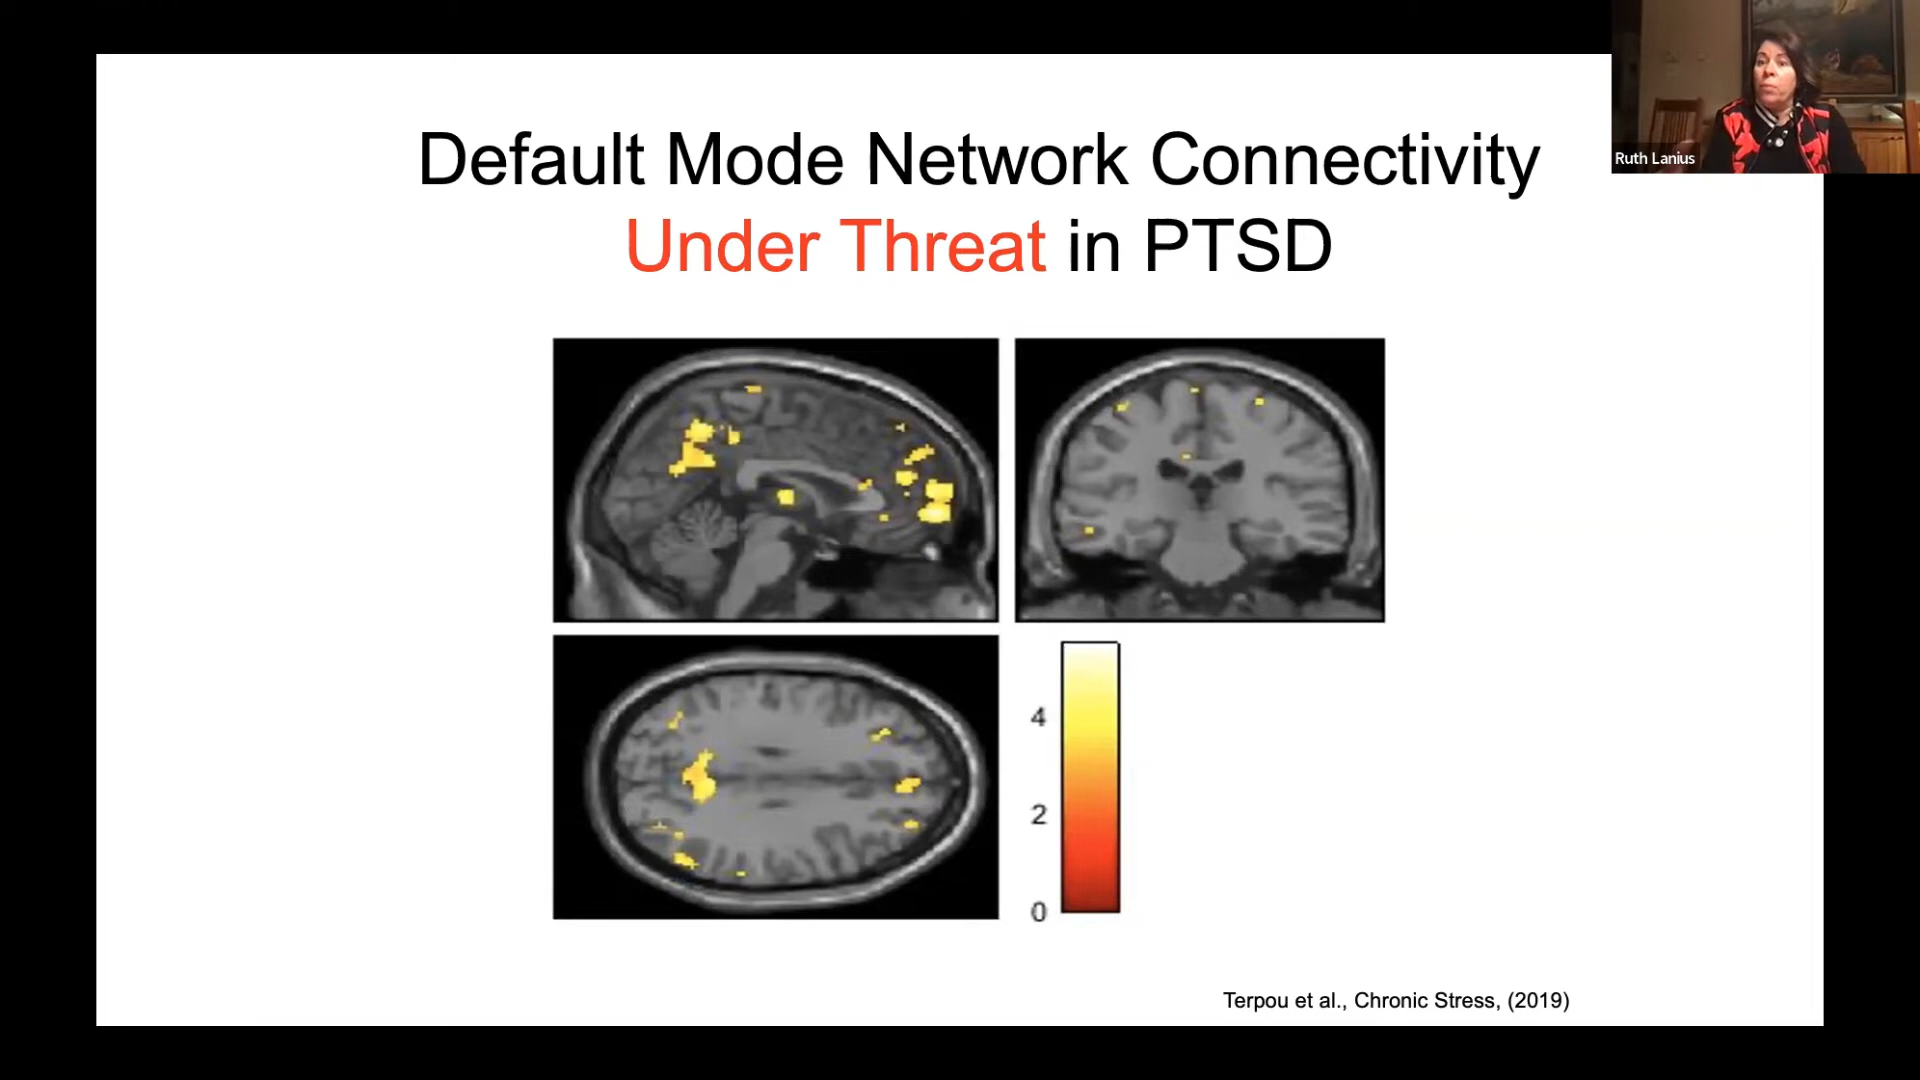 Default Mode Network Connectivity
Under Threat in PTSD
Ruth Lanius
4
2
0
Terpou et al., Chronic Stress, (2019)